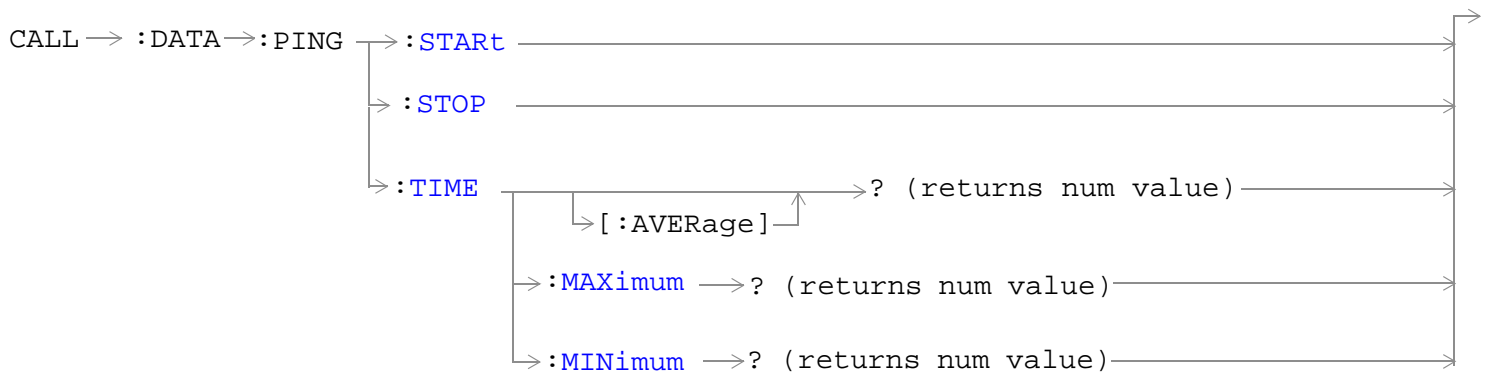 CALL :DATA :PING :STARt
:STOP
:TIME ? (returns num value)
[:AVERage]
:MAXimum ? (returns num value)
:MINimum ? (returns num value)